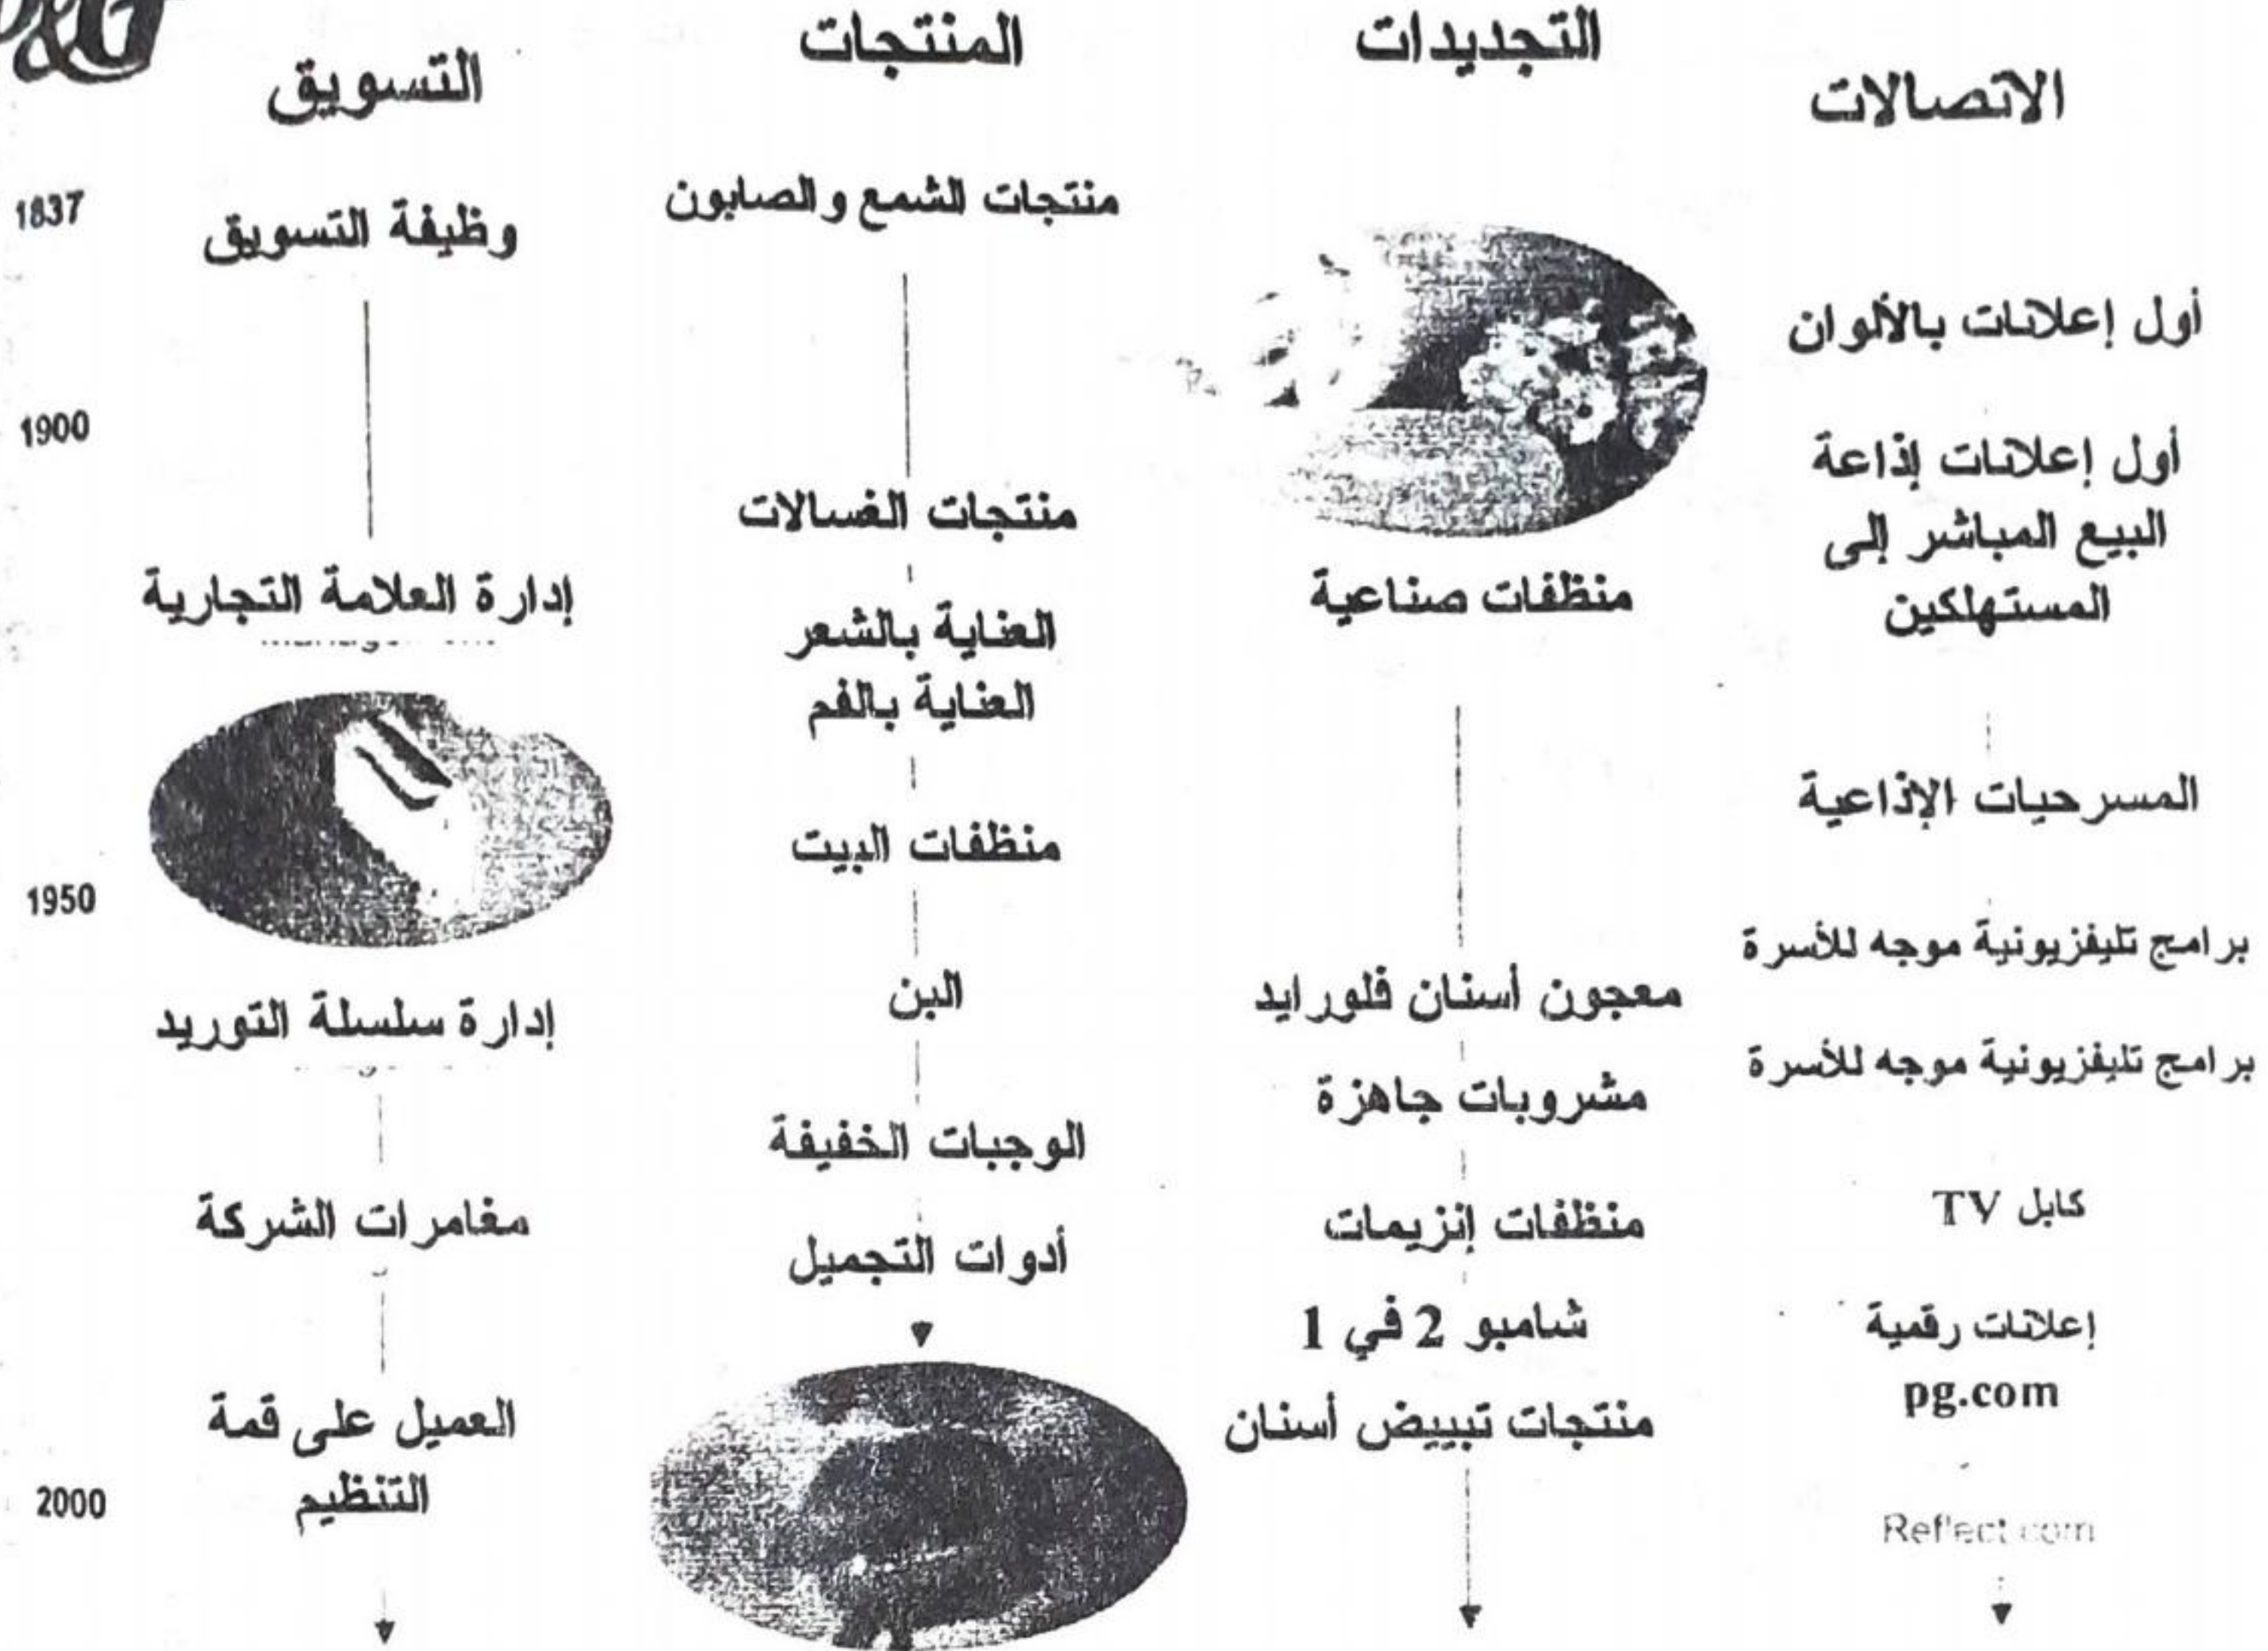 P&G
التسويق
المنتجات
التجديدات
الاتصالات
1837
1900
1950
2000
وظيفة التسويق
إدارة العلامة التجارية
إدارة سلسلة التوريد
مغامرات الشركة
العميل على قمة
التنظيم
منتجات الشمع والصابون
منتجات الغسالات
العناية بالشعر
العناية بالفم
منظفات البيت
البن
الوجبات الخفيفة
أدوات التجميل
منظفات صناعية
معجون أسنان فلورايد
مشروبات جاهزة
منظفات إنزيمات
شامبو 2 في 1
منتجات تبييض أسنان
أول إعلانات بالألوان
أول إعلانات إذاعة
البيع المباشر إلى
المستهلكين
المسرحيات الإذاعية
برامج تليفزيونية موجه للأسرة
برامج تليفزيونية موجه للأسرة
كابل TV
إعلانات رقمية
pg.com
Reflect.com